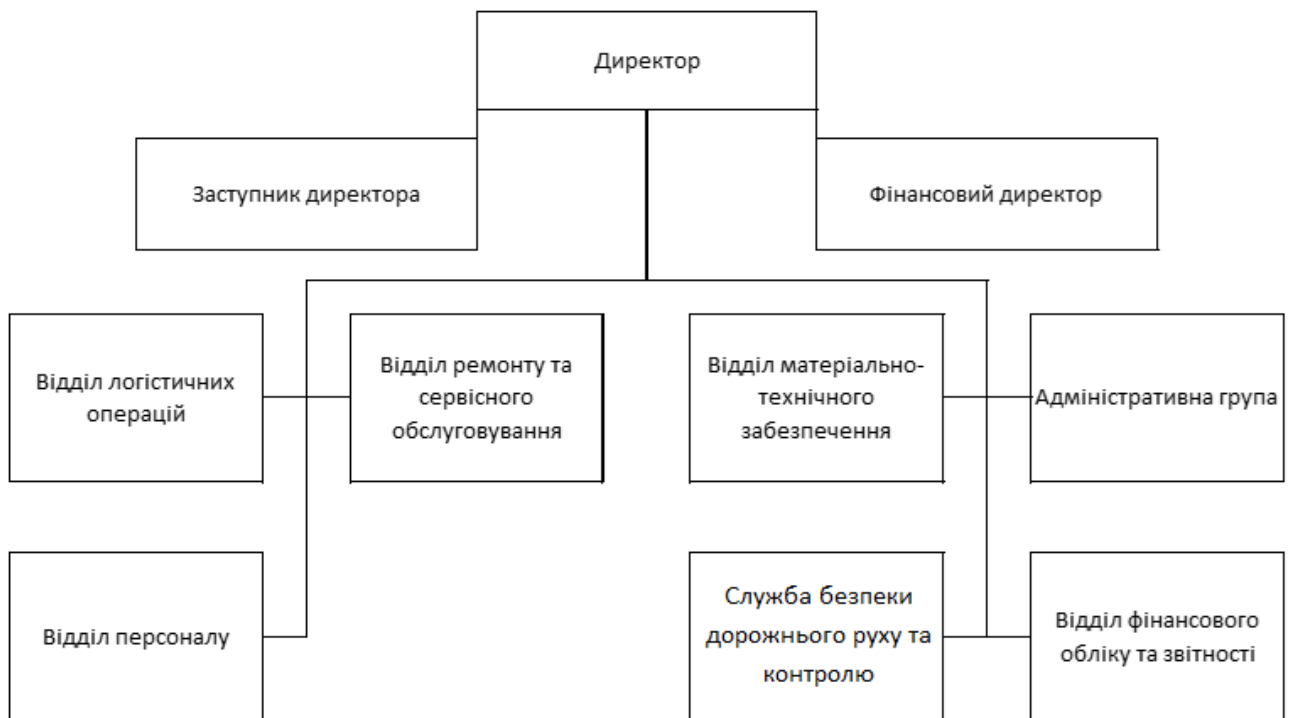 Директор
Заступник директора
Фінансовий директор
Відділ логістичних
операцій
Відділ ремонту та
сервісного
обслуговування
Відділ матеріально-
технічного
забезпечення
Адміністративна група
Відділ персоналу
Служба безпеки
дорожнього руху та
контролю
Відділ фінансового
обліку та звітності